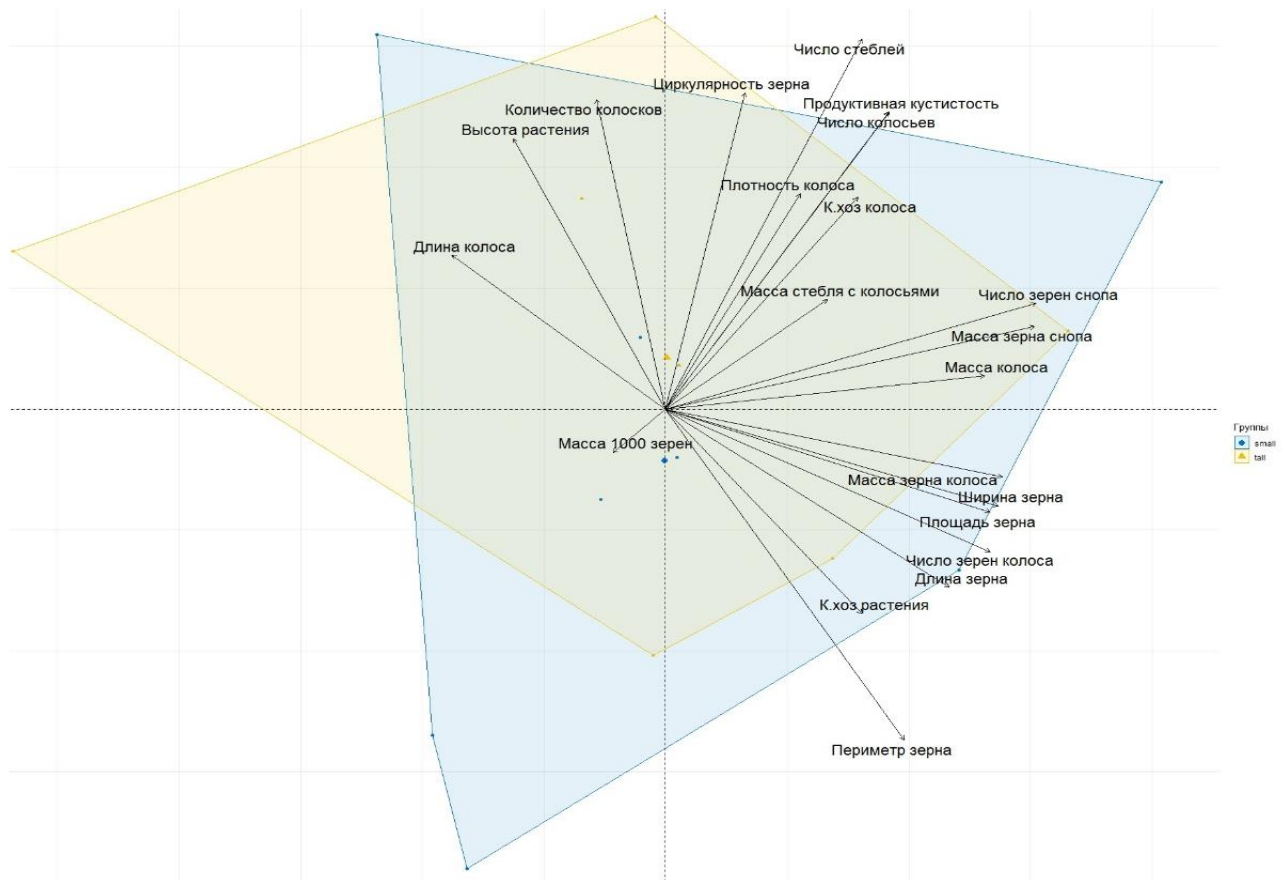 Число стеблей
Циркулярность зерна
Количество колосков
Продуктивная кустистость
Число колосьев
Высота растения
Плотность колоса
К.хоз колоса
Длина колоса
Масса стебля с колосьями
Число зерен снопа
Масса зерна снопа
Масса колоса
Группы
small
tall
Масса 1000 зерен
Масса зерна колоса
Ширина зерна
Площадь зерна
Число зерен колоса
Длина зерна
К.хоз растения
Периметр зерна